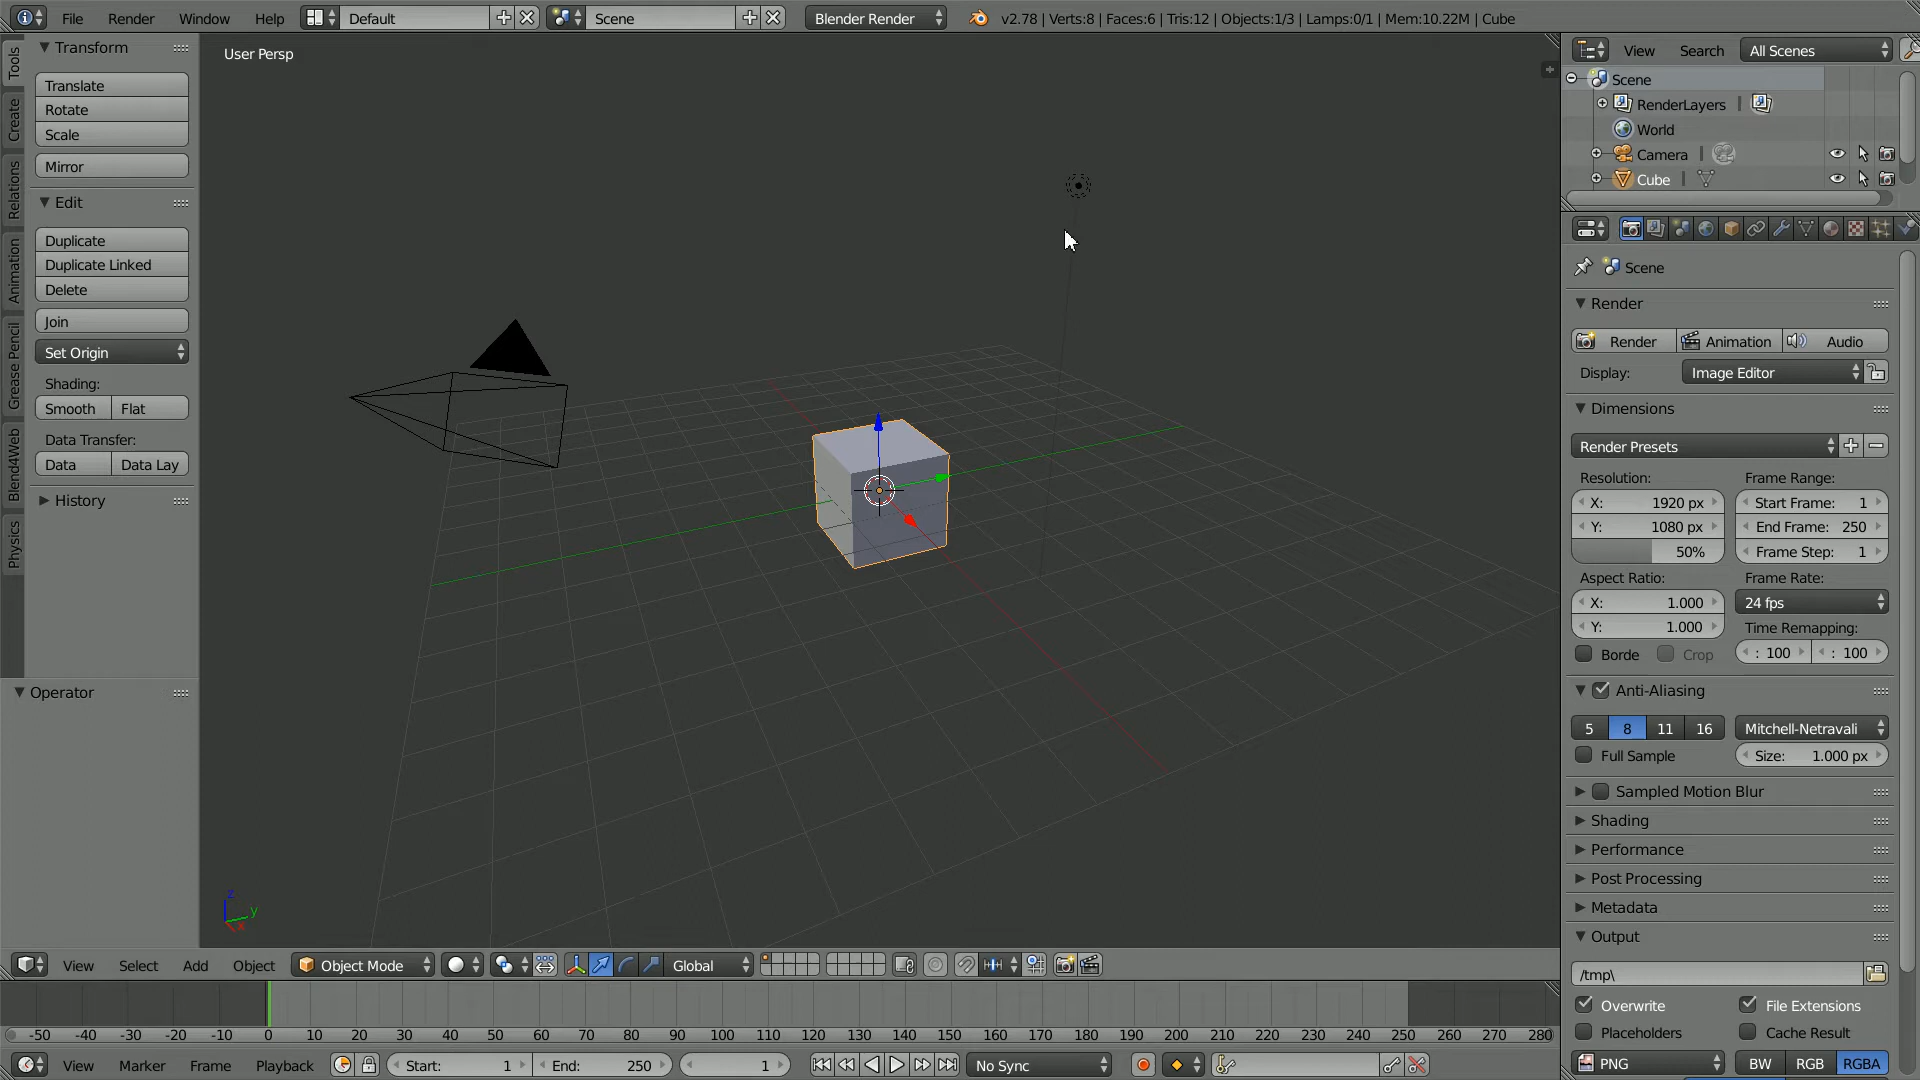 File Render Window Help Default Scene Blender Render v2.78 | Verts:8 | Faces:6 | Tris:12 | Objects:1/3 | Lamps:0/1 | Mem:10.22M | Cube
Tools
Create
Relations
Animation
Grease Pencil
Blend4Web
Physics
Transform
Translate
Rotate
Scale
Mirror
Edit
Duplicate
Duplicate Linked
Delete
Join
Set Origin
Shading:
Smooth Flat
Data Transfer:
Data Data Lay
History
Operator
User Persp
z
y
x
View Search All Scenes
Scene
RenderLayers
World
Camera
Cube
Scene
Render
Render Animation Audio
Display: Image Editor
Dimensions
Render Presets
Resolution: Frame Range:
X: 1920 px Start Frame: 1
Y: 1080 px End Frame: 250
50% Frame Step: 1
Aspect Ratio: Frame Rate:
X: 1.000 24 fps
Y: 1.000 Time Remapping:
Borde Crop : 100 : 100
Anti-Aliasing
5 8 11 16 Mitchell-Netravali
Full Sample Size: 1.000 px
Sampled Motion Blur
Shading
Performance
Post Processing
Metadata
Output
/tmp\
Overwrite File Extensions
Placeholders Cache Result
PNG BW RGB RGBA
View Select Add Object Object Mode Global
-50 -40 -30 -20 -10 0 10 20 30 40 50 60 70 80 90 100 110 120 130 140 150 160 170 180 190 200 210 220 230 240 250 260 270 280
View Marker Frame Playback Start: 1 End: 250 1 No Sync